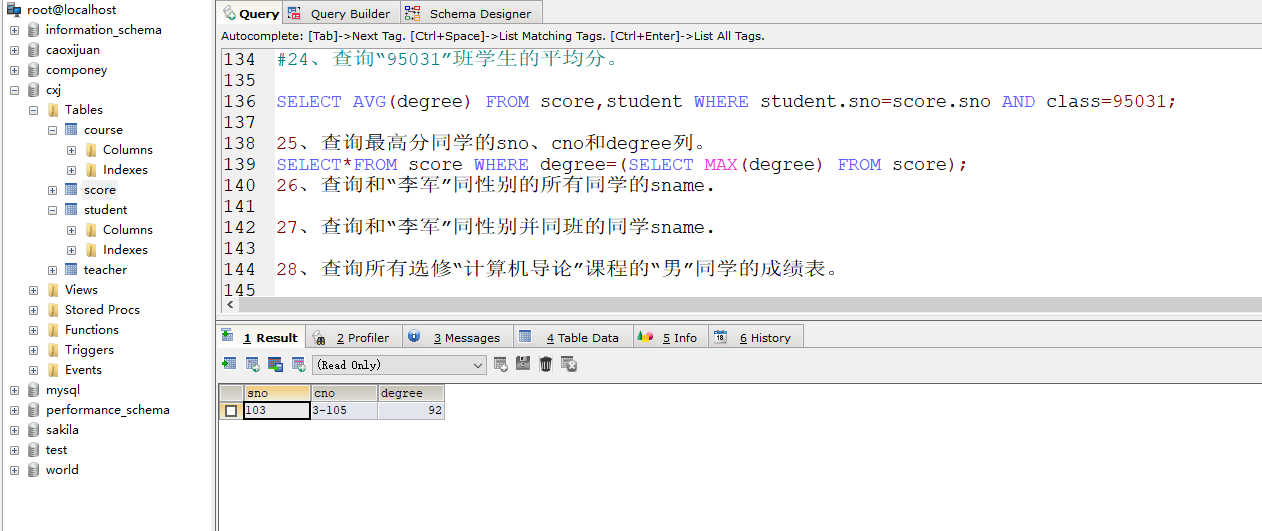 root@localhost
information_schema
caoxijuan
componey
cxj
Tables
course
Columns
Indexes
score
student
Columns
Indexes
teacher
Views
Stored Procs
Functions
Triggers
Events
mysql
performance_schema
sakila
test
world
Query Query Builder Schema Designer
Autocomplete: [Tab]->Next Tag. [Ctrl+Space]->List Matching Tags. [Ctrl+Enter]->List All Tags.
134 #24、查询“95031”班学生的平均分。
135
136 SELECT AVG(degree) FROM score,student WHERE student.sno=score.sno AND class=95031;
137
138 25、查询最高分同学的sno、cno和degree列。
139 SELECT*FROM score WHERE degree=(SELECT MAX(degree) FROM score);
140 26、查询和“李军”同性别的所有同学的sname.
141
142 27、查询和“李军”同性别并同班的同学sname.
143
144 28、查询所有选修“计算机导论”课程的“男”同学的成绩表。
145
1 Result 2 Profiler 3 Messages 4 Table Data 5 Info 18 6 History
(Read Only)
sno cno degree
103 3-105 92